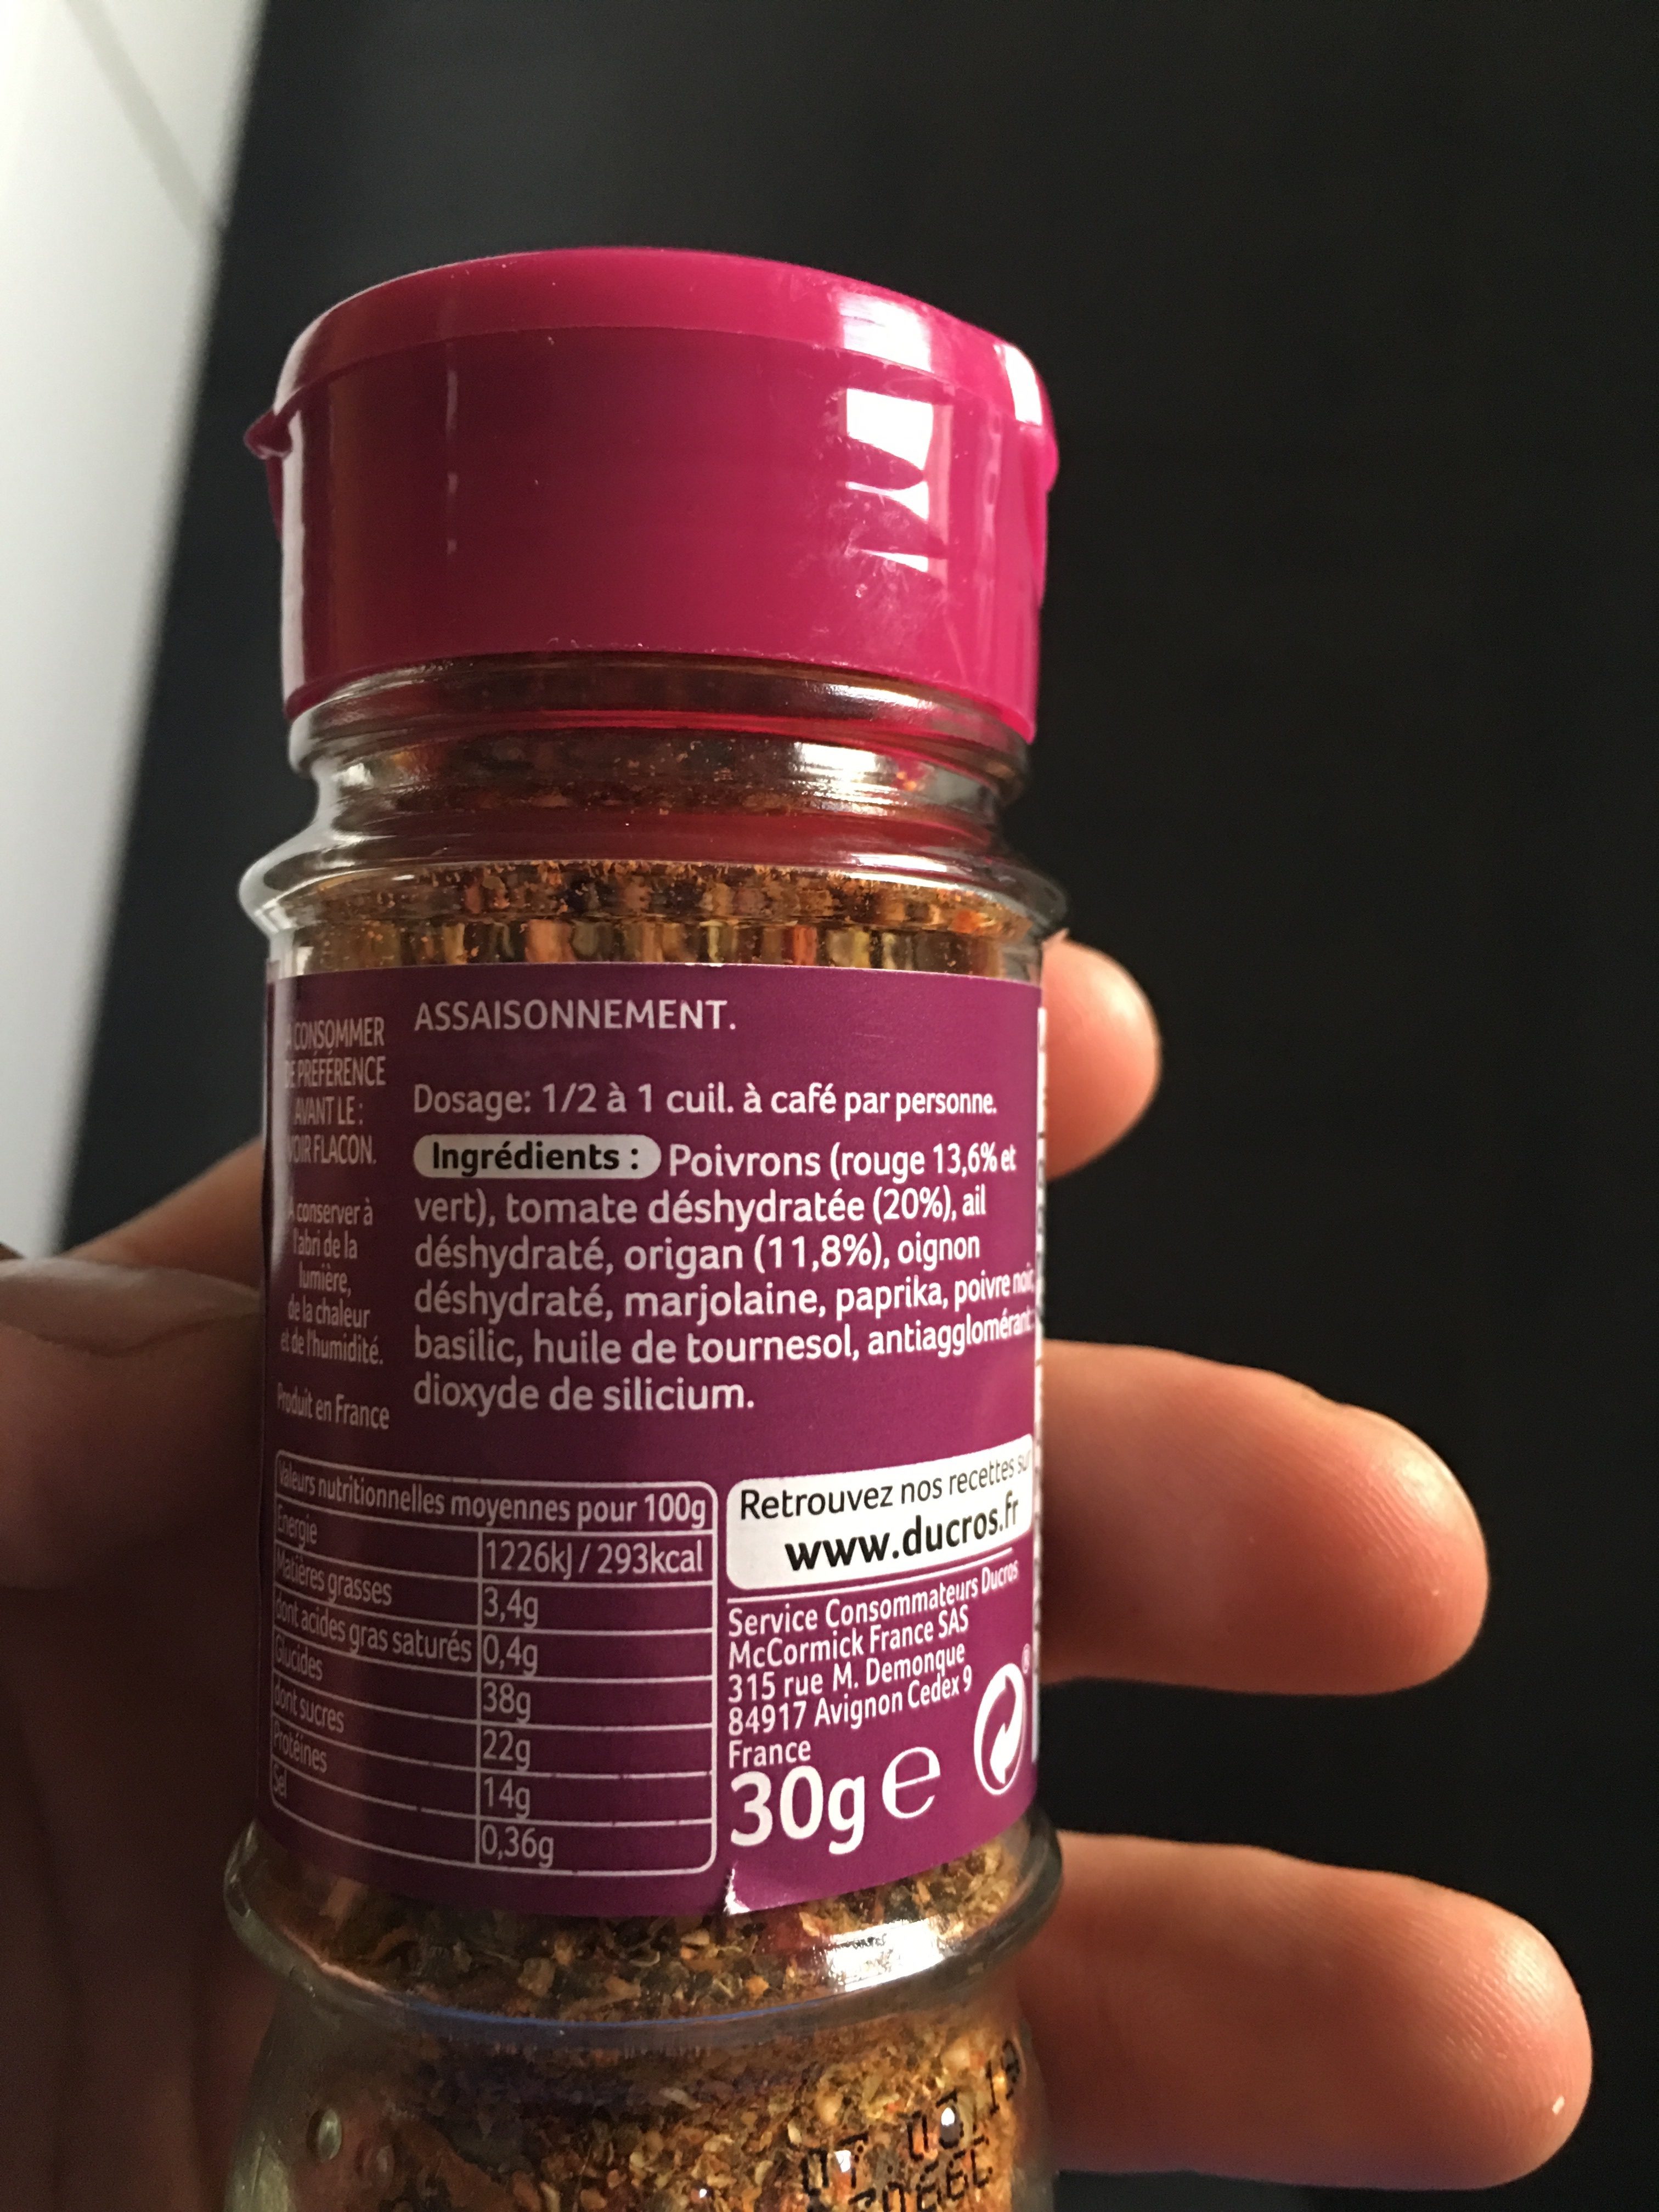 A CONSOMMER
DE PRÉFÉRENCE
AVANT LE :
VOIR FLACON.
A conserver à
l'abri de la
lumière,
de la chaleur
et de l'humidité.
Produit en France
ASSAISONNEMENT.
Dosage: 1/2 à 1 cuil. à café par personne.
Ingrédients : Poivrons (rouge 13,6% et
vert), tomate déshydratée (20%), ail
déshydraté, origan (11,8%), oignon
déshydraté, marjolaine, paprika, poivre noir,
basilic, huile de tournesol, antiagglomérant :
dioxyde de silicium.
Valeurs nutritionnelles moyennes pour 100g
Energie 1226kJ / 293kcal
Matières grasses 3,4g
dont acides gras saturés 0,4g
Glucides 38g
dont sucres 22g
Protéines 14g
Sel 0,36g
Retrouvez nos recettes sur
www.ducros.fr
Service Consommateurs Ducros
McCormick France SAS
315 rue M. Demonque
84917 Avignon Cedex 9
France
30g e
®
07 03 19